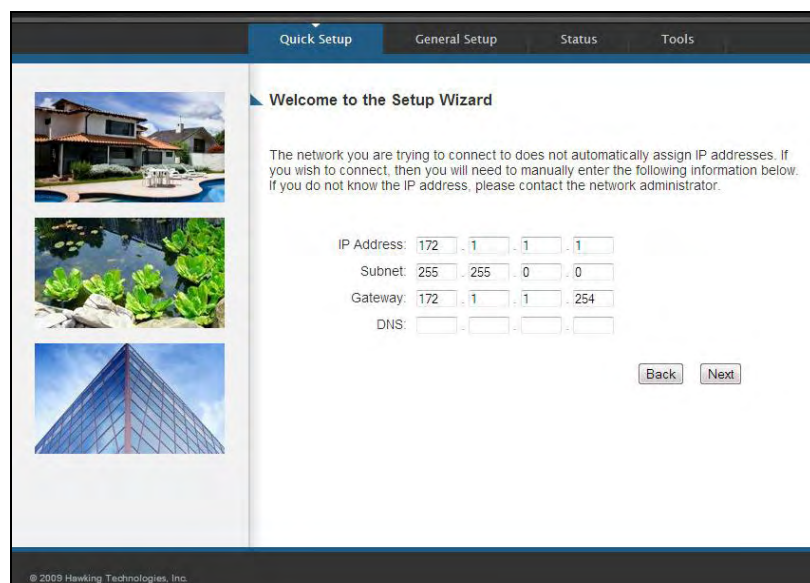 Quick Setup General Setup Status Tools
Welcome to the Setup Wizard
The network you are trying to connect to does not automatically assign IP addresses. If
you wish to connect, then you will need to manually enter the following information below.
If you do not know the IP address, please contact the network administrator.
IP Address: 172 . 1 . 1 . 1
Subnet: 255 . 255 . 0 . 0
Gateway: 172 . 1 . 1 . 254
DNS: . . .
Back Next
© 2009 Hawking Technologies, Inc.